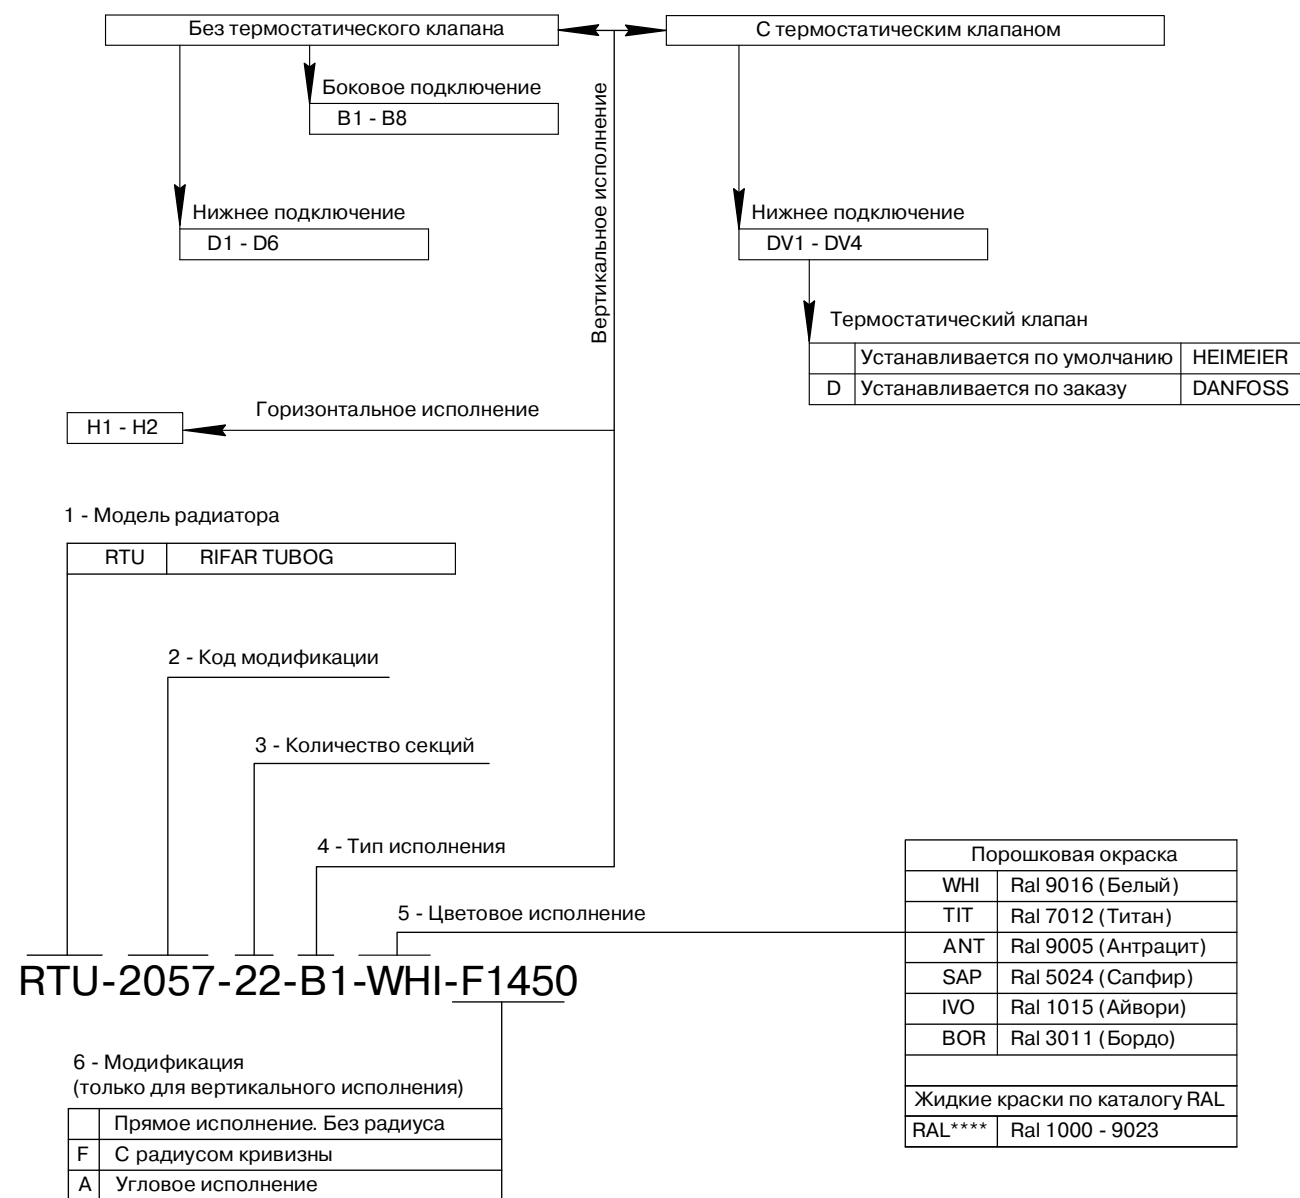 Без термостатического клапана
С термостатическим клапаном
Боковое подключение
B1 - B8
Вертикальное исполнение
Нижнее подключение
D1 - D6
Нижнее подключение
DV1 - DV4
Термостатический клапан
Устанавливается по умолчанию HEIMEIER
D Устанавливается по заказу DANFOSS
Горизонтальное исполнение
H1 - H2
1 - Модель радиатора
RTU RIFAR TUBOG
2 - Код модификации
3 - Количество секций
4 - Тип исполнения
5 - Цветовое исполнение
RTU-2057-22-B1-WHI-F1450
Порошковая окраска
WHI Ral 9016 (Белый)
TIT Ral 7012 (Титан)
ANT Ral 9005 (Антрацит)
SAP Ral 5024 (Сапфир)
IVO Ral 1015 (Айвори)
BOR Ral 3011 (Бордо)
Жидкие краски по каталогу RAL
RAL**** Ral 1000 - 9023
6 - Модификация
(только для вертикального исполнения)
Прямое исполнение. Без радиуса
F С радиусом кривизны
A Угловое исполнение